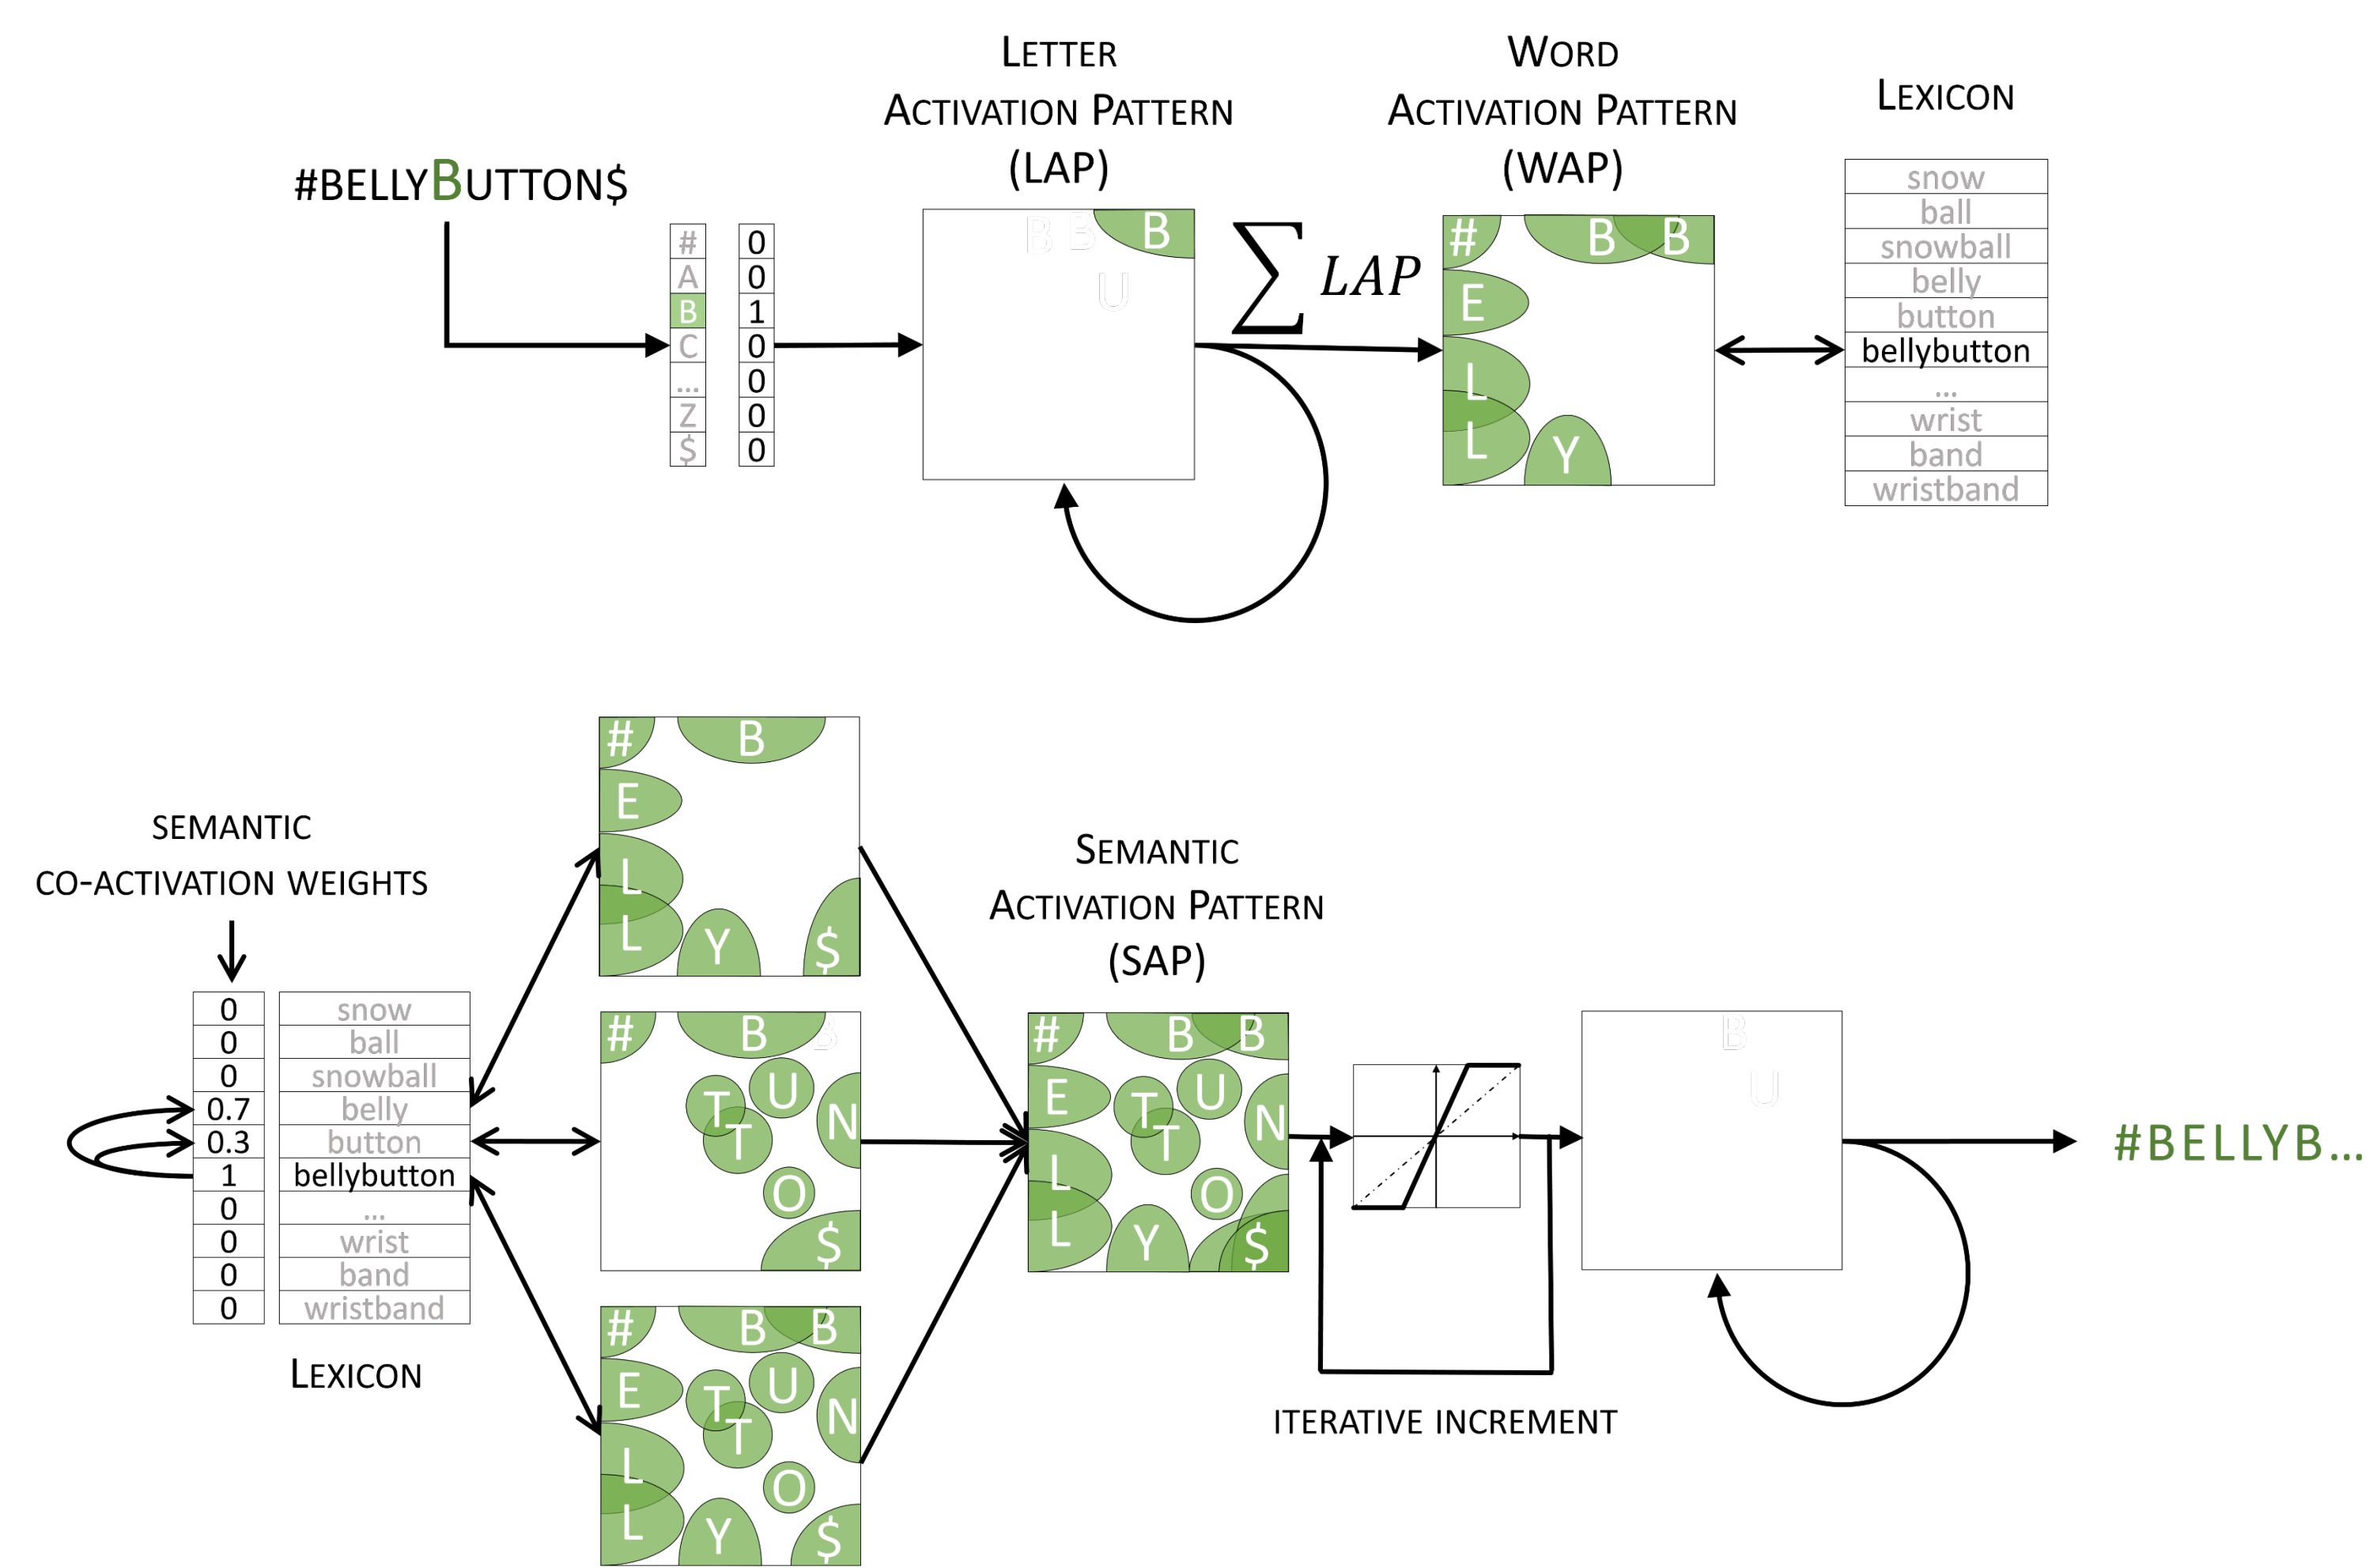 LETTER
ACTIVATION PATTERN
(LAP)
WORD
ACTIVATION PATTERN
(WAP)
LEXICON
#BELLYBUTTON$
#
A
B
C
...
Z
$
0
0
1
0
0
0
0
B B B
U
∑ LAP
# B B
E
L
L Y
snow
ball
snowball
belly
button
bellybutton
...
wrist
band
wristband
SEMANTIC
CO-ACTIVATION WEIGHTS
0 snow
0 ball
0 snowball
0.7 belly
0.3 button
1 bellybutton
0 ...
0 wrist
0 band
0 wristband
LEXICON
# B
E
L
L Y $
# B B
U
T N
T
O
$
# B B
E U
T N
T
L O
L Y $
SEMANTIC
ACTIVATION PATTERN
(SAP)
# B B
E U
T N
T
L O
L Y $
ITERATIVE INCREMENT
B
U
#BELLYB...